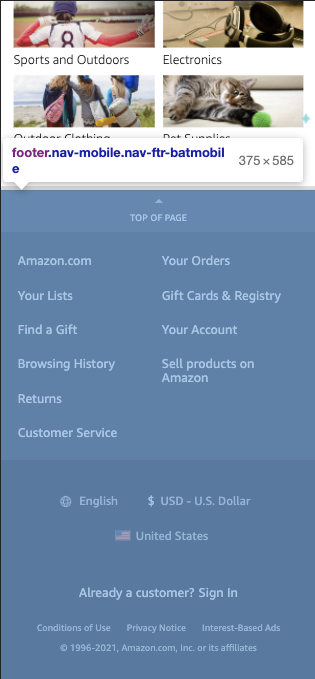 8
Sports and Outdoors
Electronics
Outdoor Clothing
Pet Supplies
footer.nav-mobile.nav-ftr-batmobil
e
375 × 585
TOP OF PAGE
Amazon.com
Your Orders
Your Lists
Gift Cards & Registry
Find a Gift
Your Account
Browsing History
Sell products on
Amazon
Returns
Customer Service
English
$ USD - U.S. Dollar
United States
Already a customer? Sign In
Conditions of Use Privacy Notice Interest-Based Ads
© 1996-2021, Amazon.com, Inc. or its affiliates